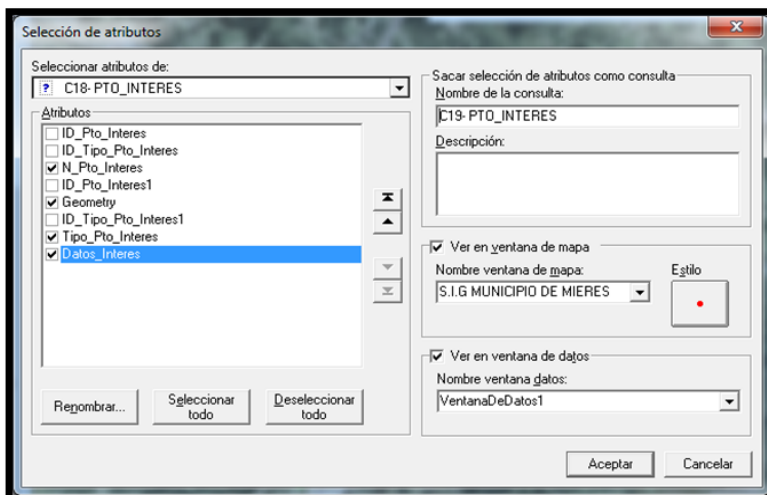 Selección de atributos
Seleccionar atributos de:
C18- PTO_INTERES
Atributos
ID_Pto_Interes
ID_Tipo_Pto_Interes
N_Pto_Interes
ID_Pto_Interes1
Geometry
ID_Tipo_Pto_Interes1
Tipo_Pto_Interes
Datos_Interes
Renombrar...
Seleccionar
todo
Deseleccionar
todo
Sacar selección de atributos como consulta
Nombre de la consulta:
C19- PTO_INTERES
Descripción:
Ver en ventana de mapa
Nombre ventana de mapa:
Estilo
S.I.G MUNICIPIO DE MIERES
Ver en ventana de datos
Nombre ventana datos:
VentanaDeDatos1
Aceptar
Cancelar